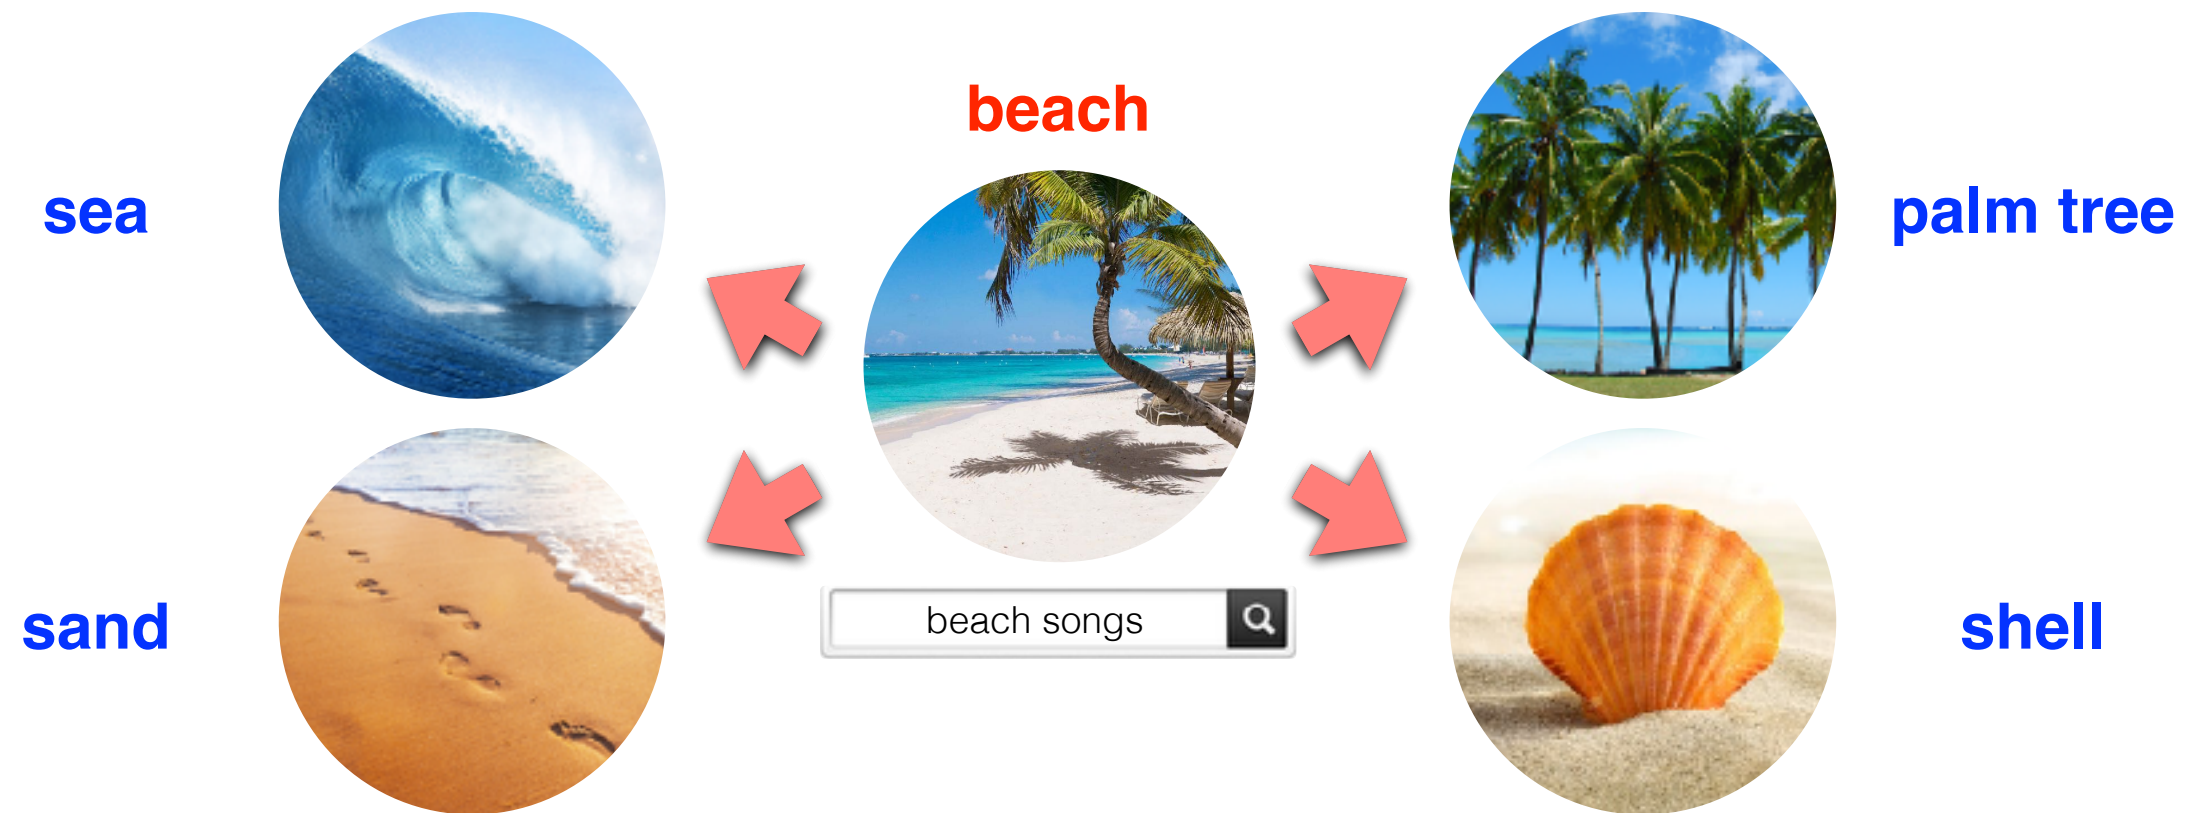 beach
sea
palm tree
sand
beach songs
shell